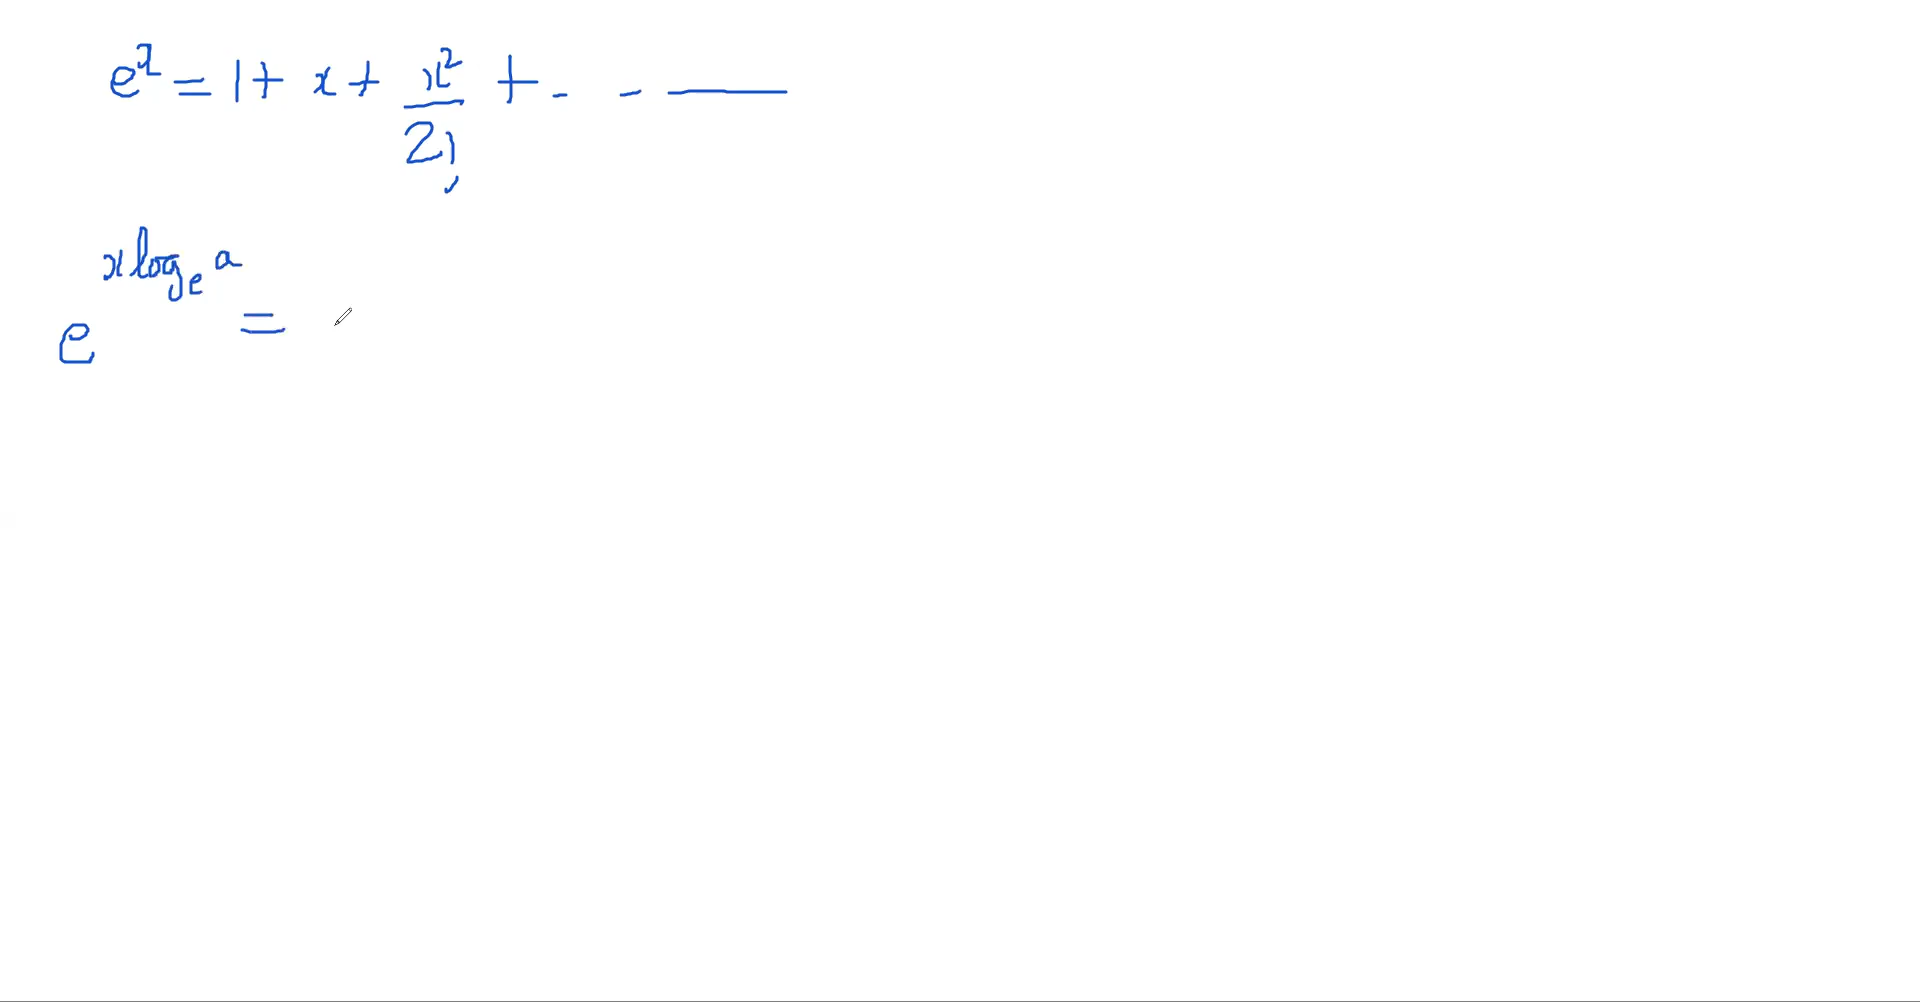 e^x = 1 + x + x^2/2! + - - ———
e^(x log_e a) =